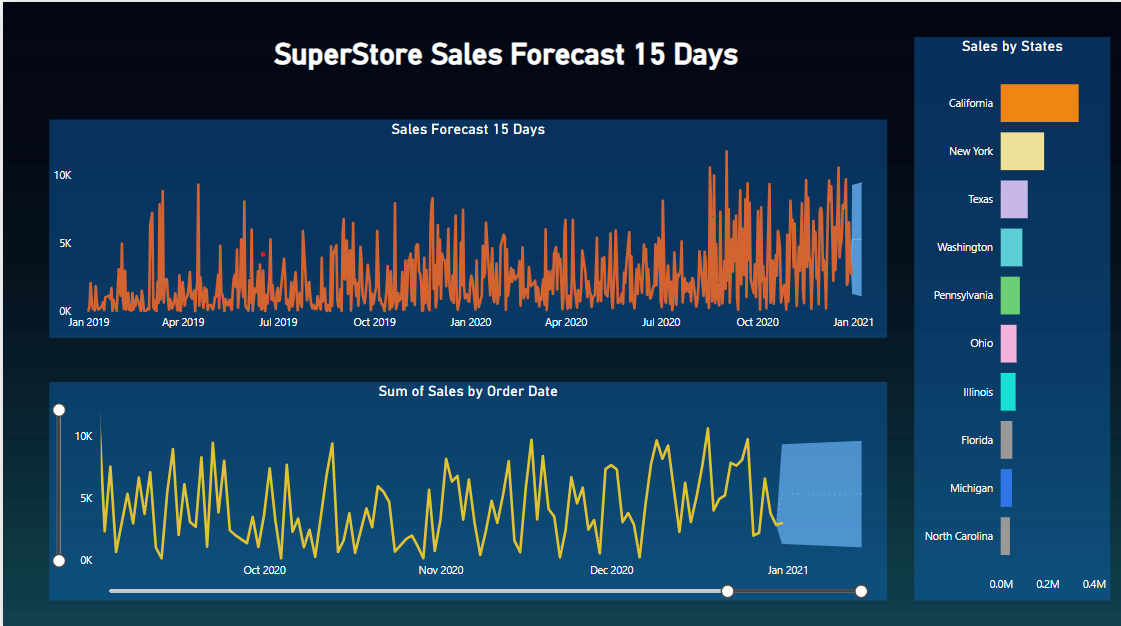 SuperStore Sales Forecast 15 Days
Sales Forecast 15 Days
10K
5K
0K
Jan 2019 Apr 2019 Jul 2019 Oct 2019 Jan 2020 Apr 2020 Jul 2020 Oct 2020 Jan 2021
Sum of Sales by Order Date
10K
5K
0K
Oct 2020 Nov 2020 Dec 2020 Jan 2021
Sales by States
California
New York
Texas
Washington
Pennsylvania
Ohio
Illinois
Florida
Michigan
North Carolina
0.0M 0.2M 0.4M